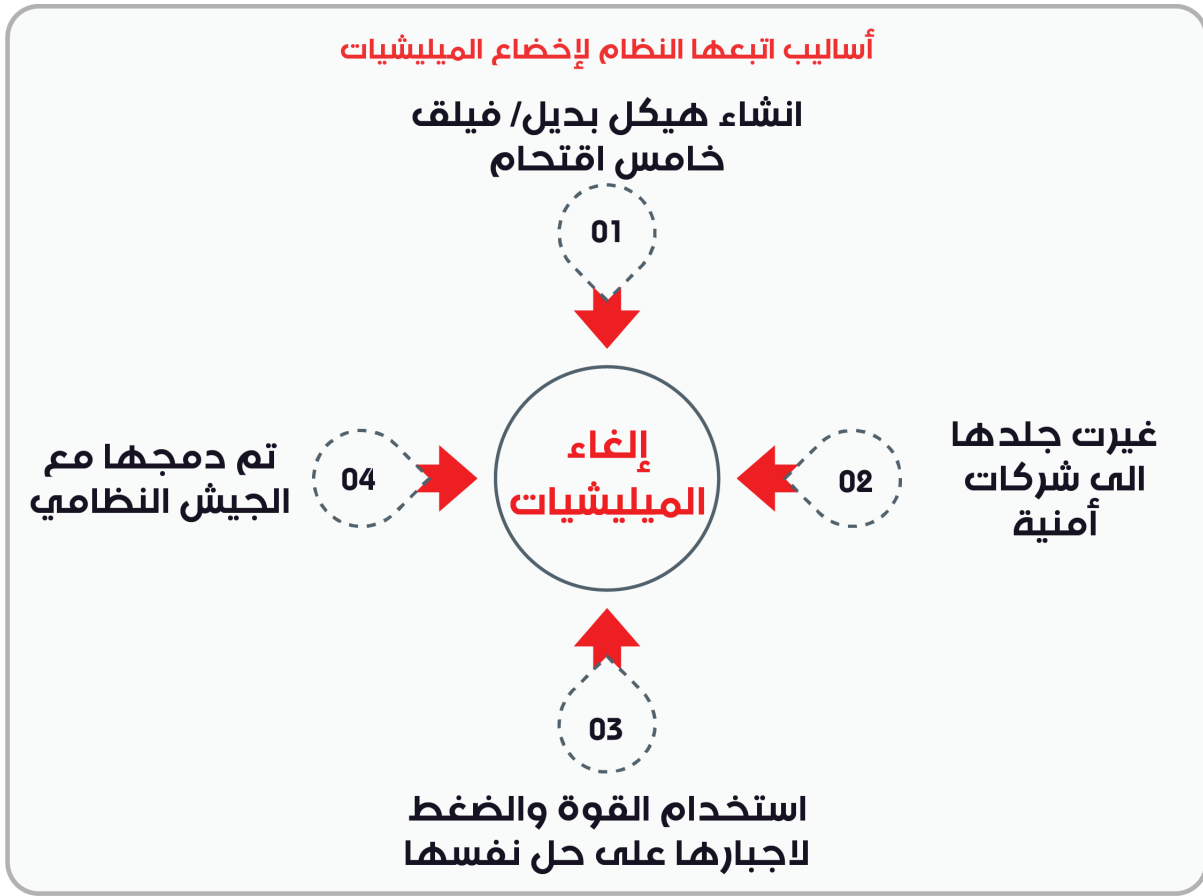 أساليب اتبعها النظام لإخضاع الميليشيات
انشاء هيكل بديل/ فيلق
خامس اقتحام
01
غيرت جلدها
الى شركات
أمنية
02
إلغاء
الميليشيات
04
تم دمجها مع
الجيش النظامي
03
استخدام القوة والضغط
لاجبارها على حل نفسها